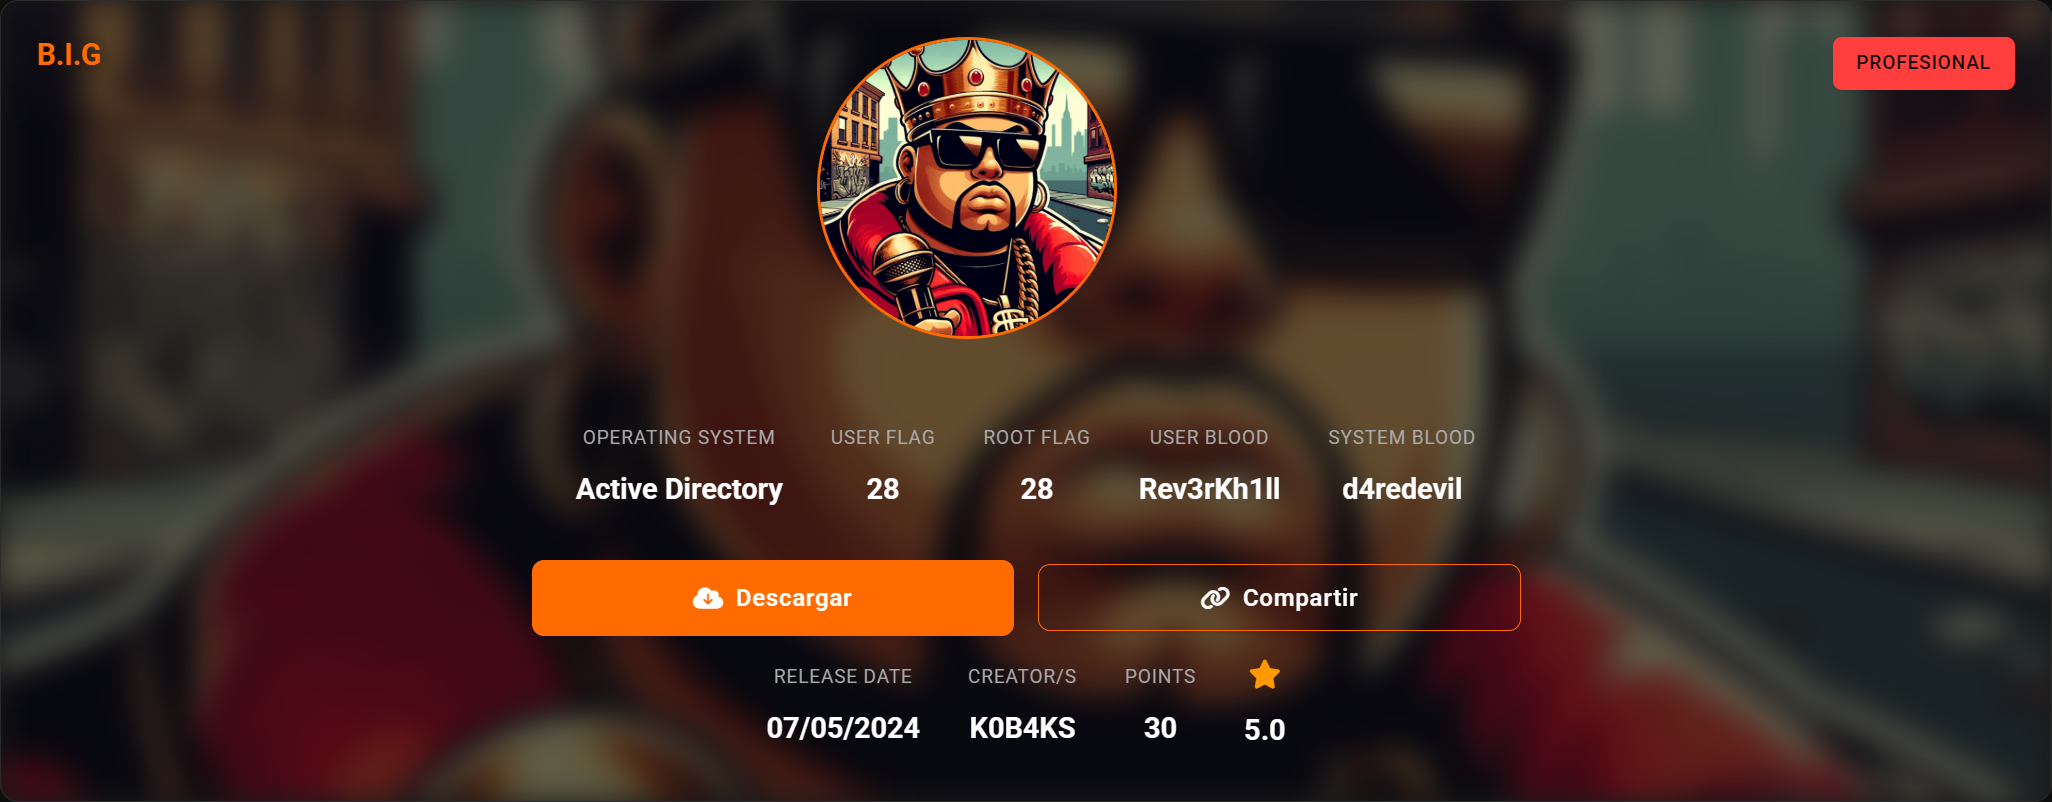 B.I.G
PROFESIONAL
OPERATING SYSTEM
Active Directory
USER FLAG
28
ROOT FLAG
28
USER BLOOD
Rev3rKh1ll
SYSTEM BLOOD
d4redevil
Descargar
Compartir
RELEASE DATE
07/05/2024
CREATOR/S
K0B4KS
POINTS
30
5.0